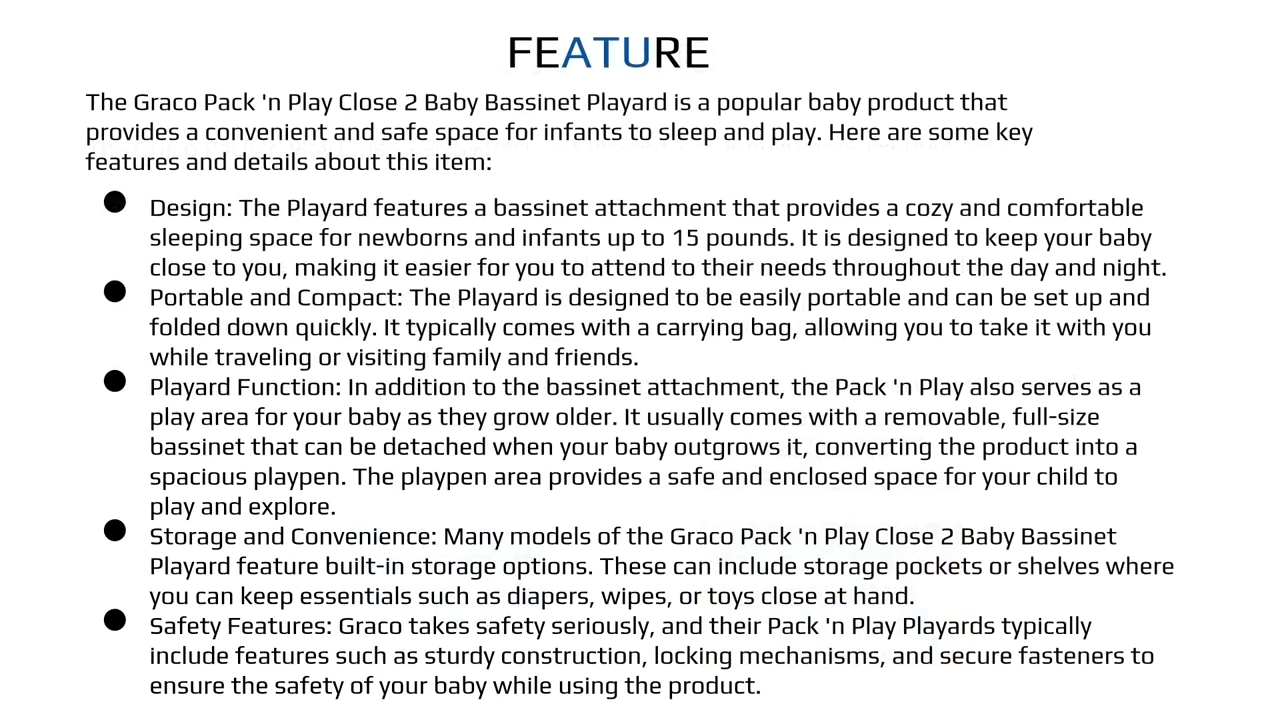 FEATURE
The Graco Pack 'n Play Close 2 Baby Bassinet Playard is a popular baby product that
provides a convenient and safe space for infants to sleep and play. Here are some key
features and details about this item:
● Design: The Playard features a bassinet attachment that provides a cozy and comfortable
sleeping space for newborns and infants up to 15 pounds. It is designed to keep your baby
close to you, making it easier for you to attend to their needs throughout the day and night.
● Portable and Compact: The Playard is designed to be easily portable and can be set up and
folded down quickly. It typically comes with a carrying bag, allowing you to take it with you
while traveling or visiting family and friends.
● Playard Function: In addition to the bassinet attachment, the Pack 'n Play also serves as a
play area for your baby as they grow older. It usually comes with a removable, full-size
bassinet that can be detached when your baby outgrows it, converting the product into a
spacious playpen. The playpen area provides a safe and enclosed space for your child to
play and explore.
● Storage and Convenience: Many models of the Graco Pack 'n Play Close 2 Baby Bassinet
Playard feature built-in storage options. These can include storage pockets or shelves where
you can keep essentials such as diapers, wipes, or toys close at hand.
● Safety Features: Graco takes safety seriously, and their Pack 'n Play Playards typically
include features such as sturdy construction, locking mechanisms, and secure fasteners to
ensure the safety of your baby while using the product.